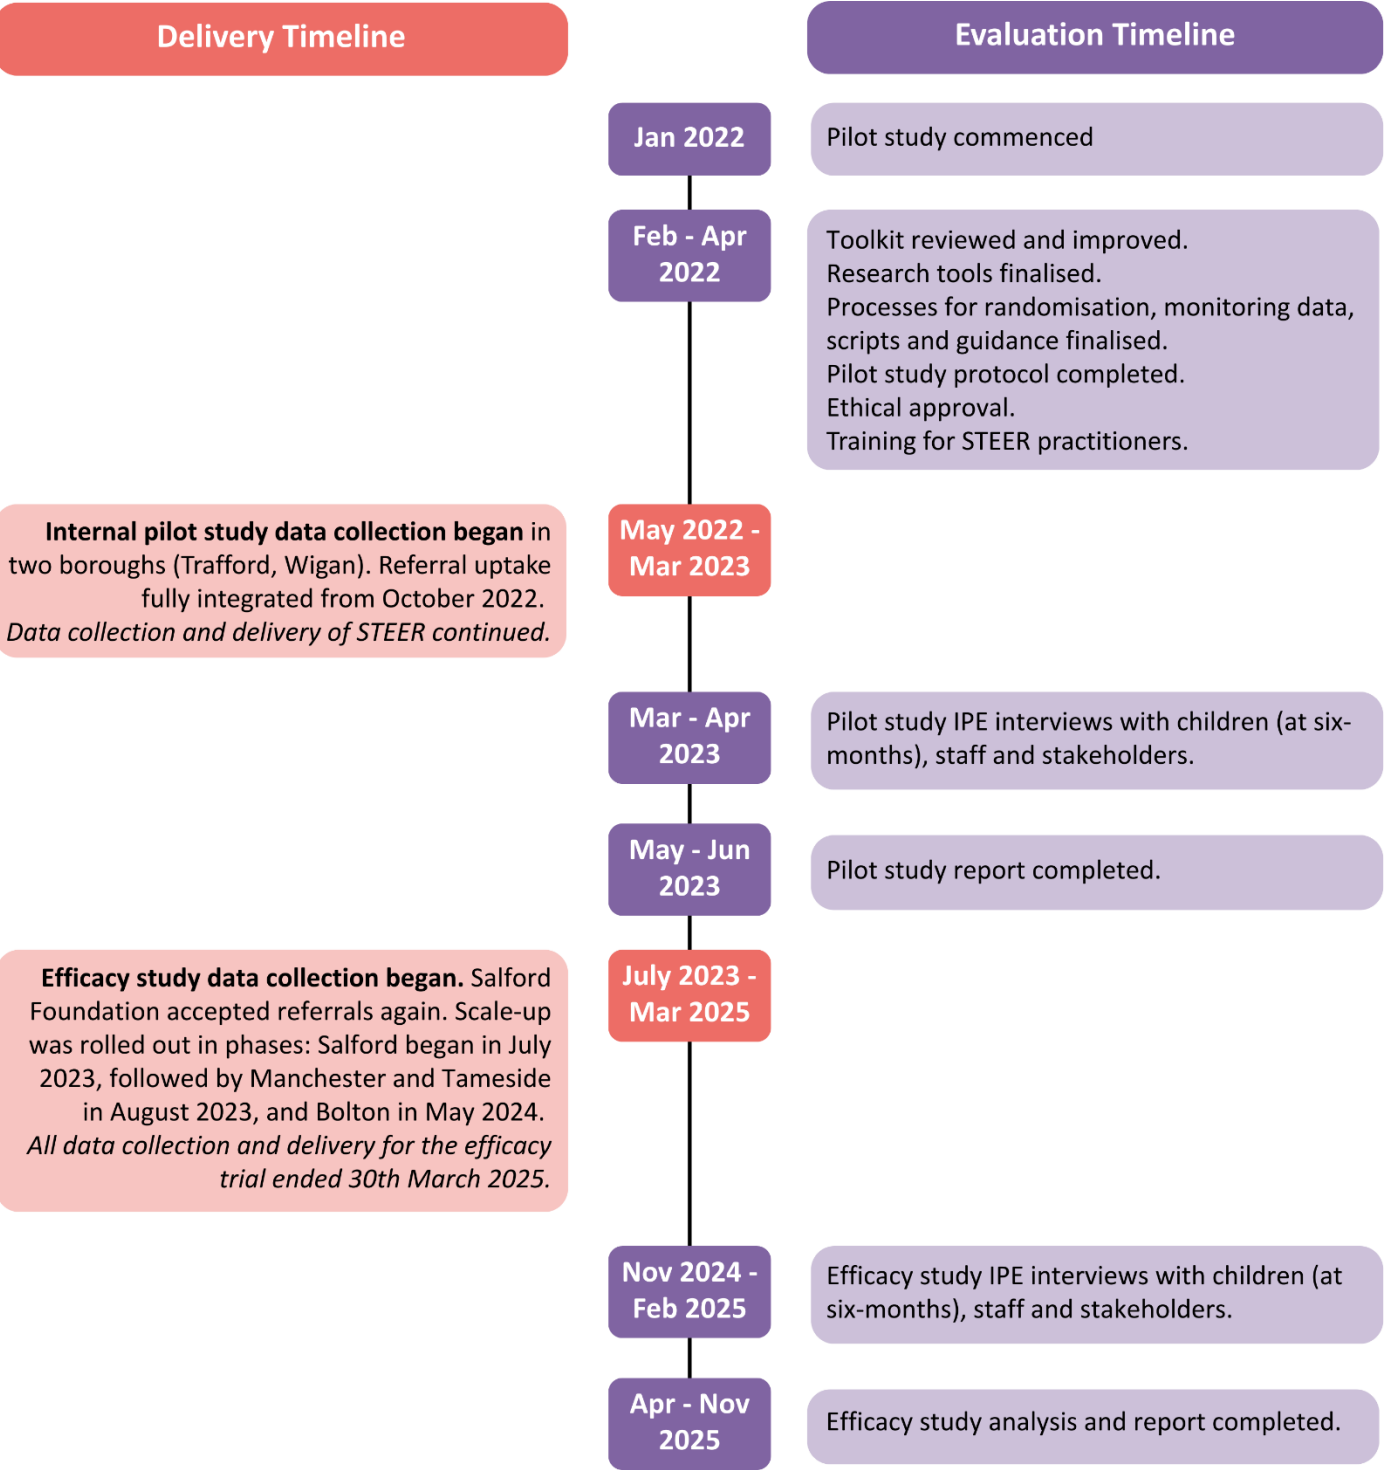 Delivery Timeline
Evaluation Timeline
Jan 2022
Pilot study commenced
Feb - Apr
2022
Toolkit reviewed and improved.
Research tools finalised.
Processes for randomisation, monitoring data,
scripts and guidance finalised.
Pilot study protocol completed.
Ethical approval.
Training for STEER practitioners.
Internal pilot study data collection began in
two boroughs (Trafford, Wigan). Referral uptake
fully integrated from October 2022.
Data collection and delivery of STEER continued.
May 2022 -
Mar 2023
Mar - Apr
2023
Pilot study IPE interviews with children (at six-
months), staff and stakeholders.
May - Jun
2023
Pilot study report completed.
Efficacy study data collection began. Salford
Foundation accepted referrals again. Scale-up
was rolled out in phases: Salford began in July
2023, followed by Manchester and Tameside
in August 2023, and Bolton in May 2024.
All data collection and delivery for the efficacy
trial ended 30th March 2025.
July 2023 -
Mar 2025
Nov 2024 -
Feb 2025
Efficacy study IPE interviews with children (at
six-months), staff and stakeholders.
Apr - Nov
2025
Efficacy study analysis and report completed.